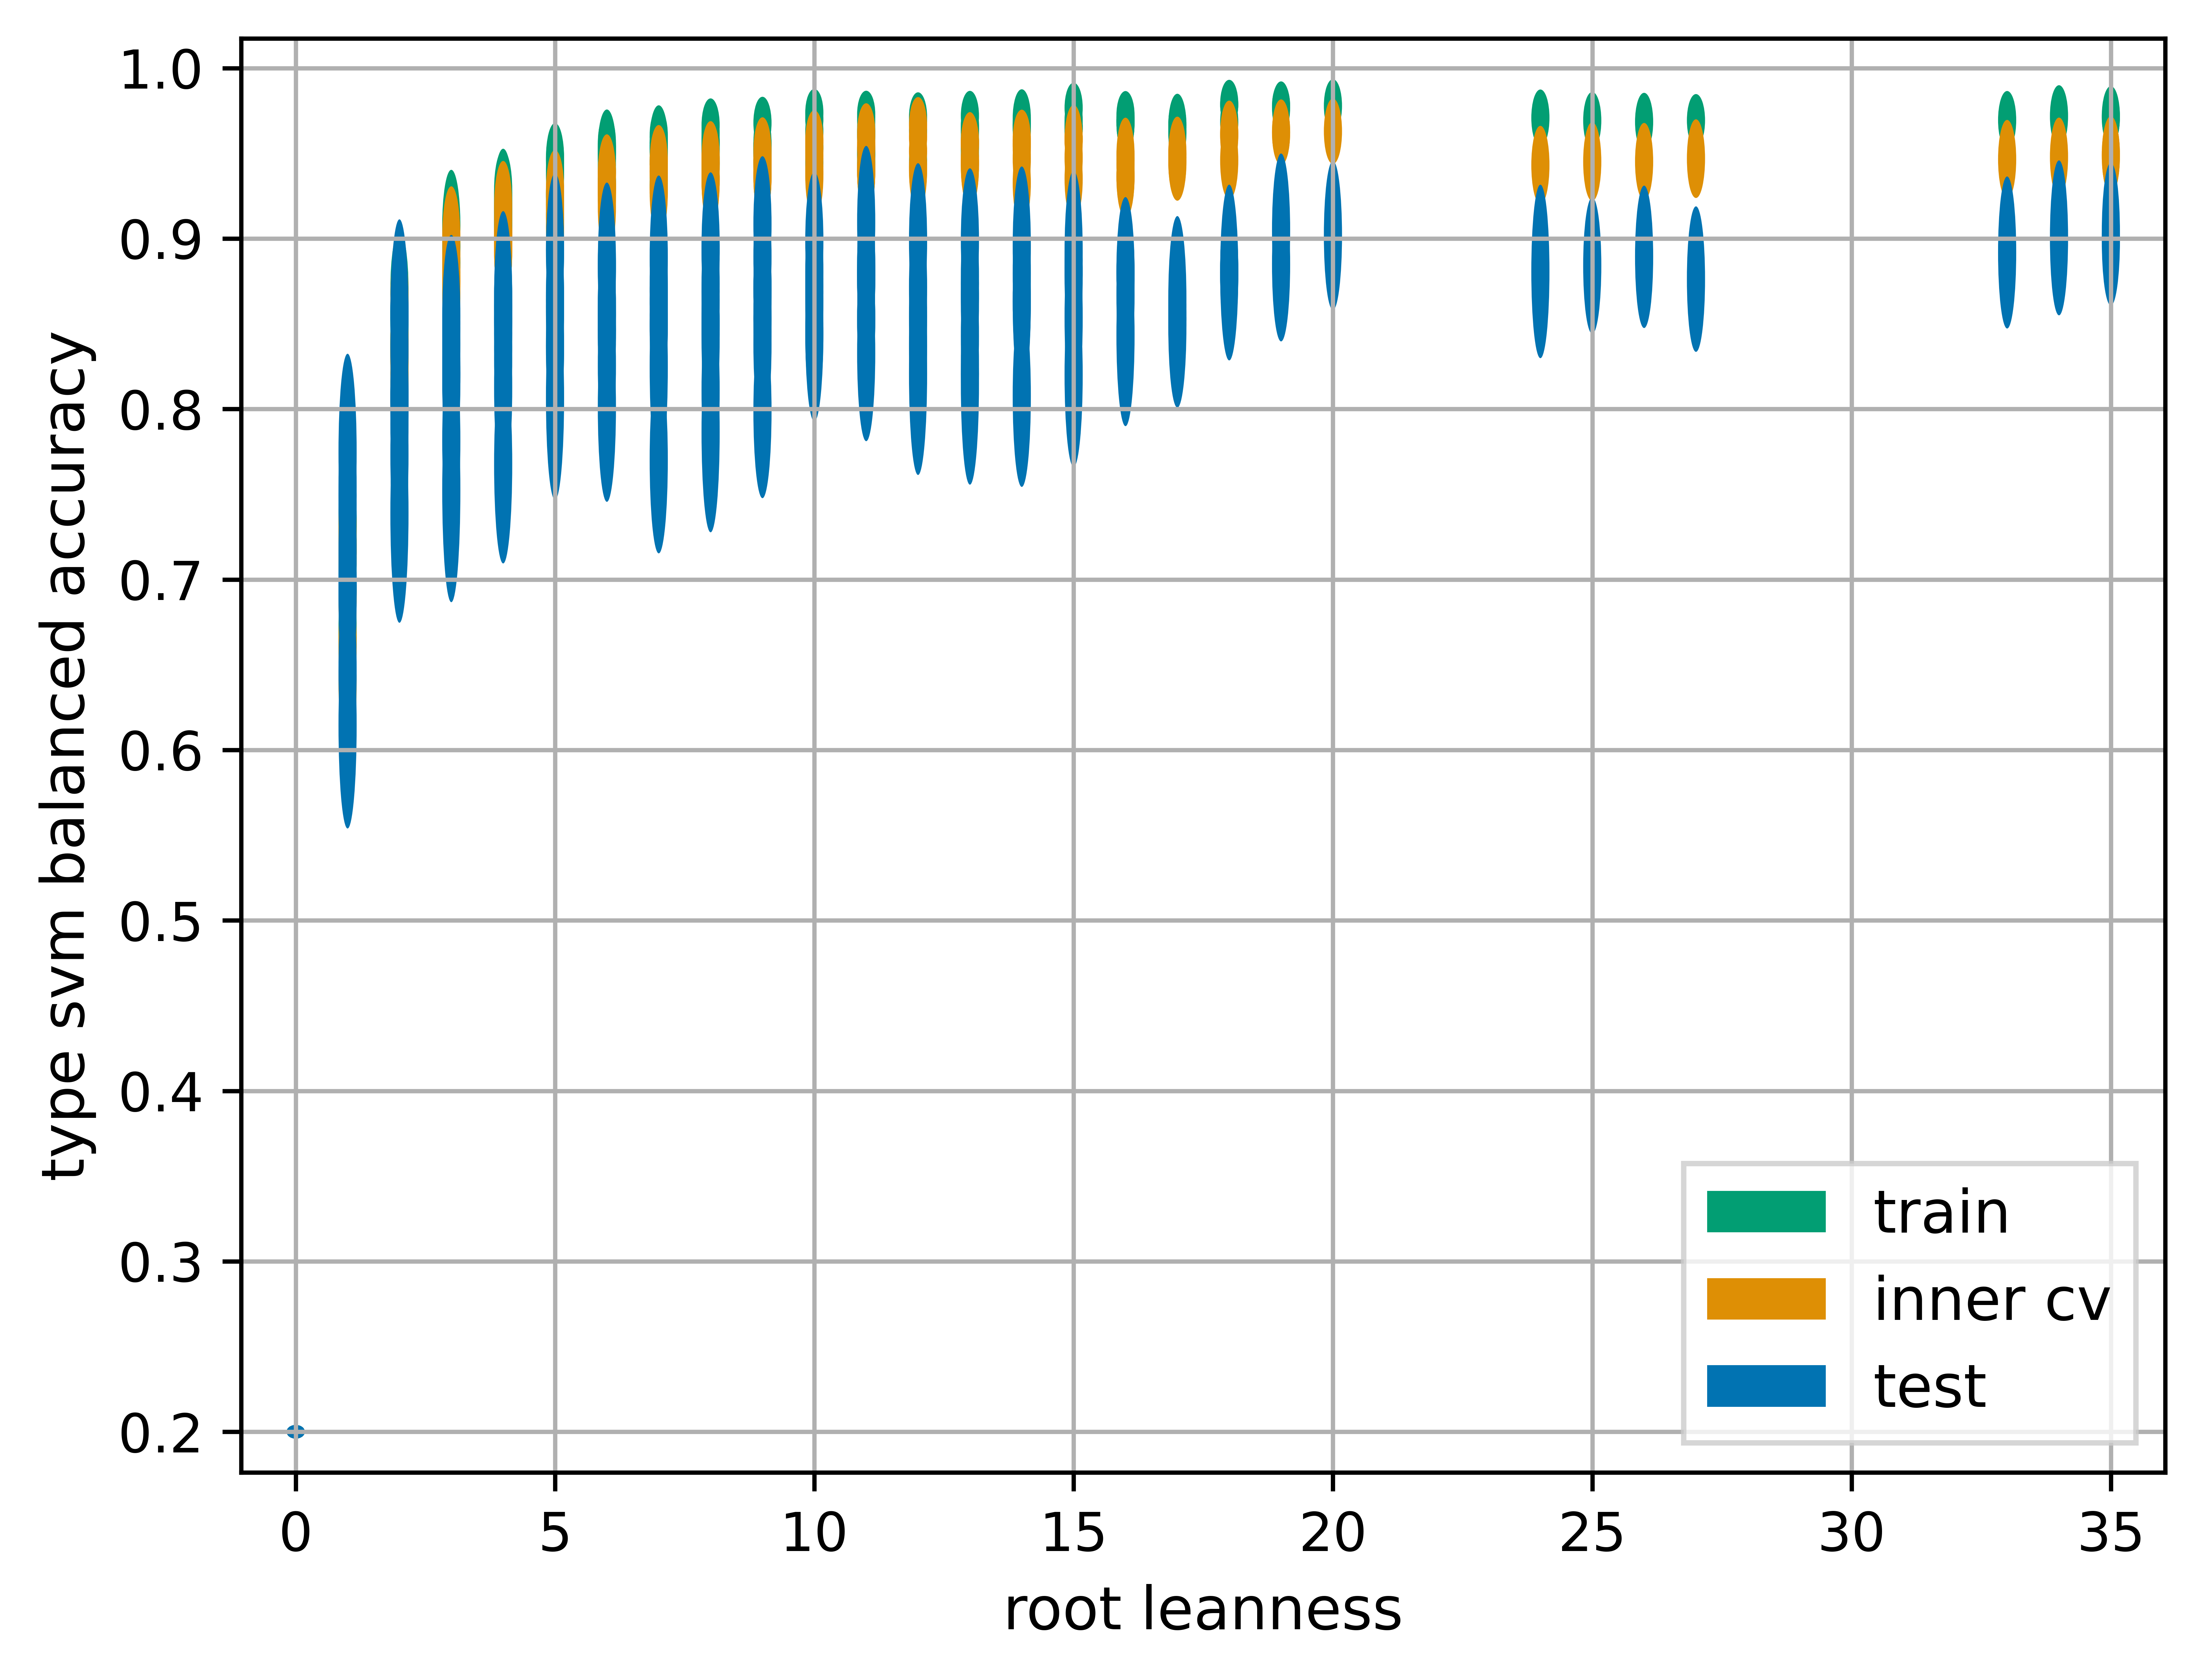 1.0
0.9
0.8
0.7
0.6
0.5
0.4
0.3
0.2
type svm balanced accuracy
train
inner cv
test
0 5 10 15 20 25 30 35
root leanness